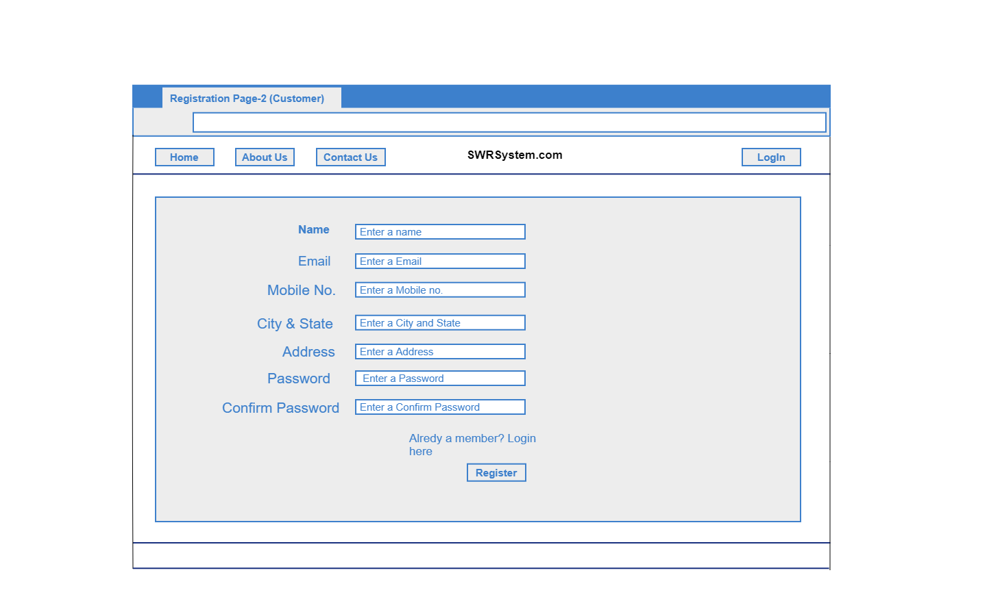 Registration Page-2 (Customer)
Home
About Us
Contact Us
SWRSystem.com
LogIn
Name
Enter a name
Email
Enter a Email
Mobile No.
Enter a Mobile no.
City & State
Enter a City and State
Address
Enter a Address
Password
Enter a Password
Confirm Password
Enter a Confirm Password
Alredy a member? Login
here
Register